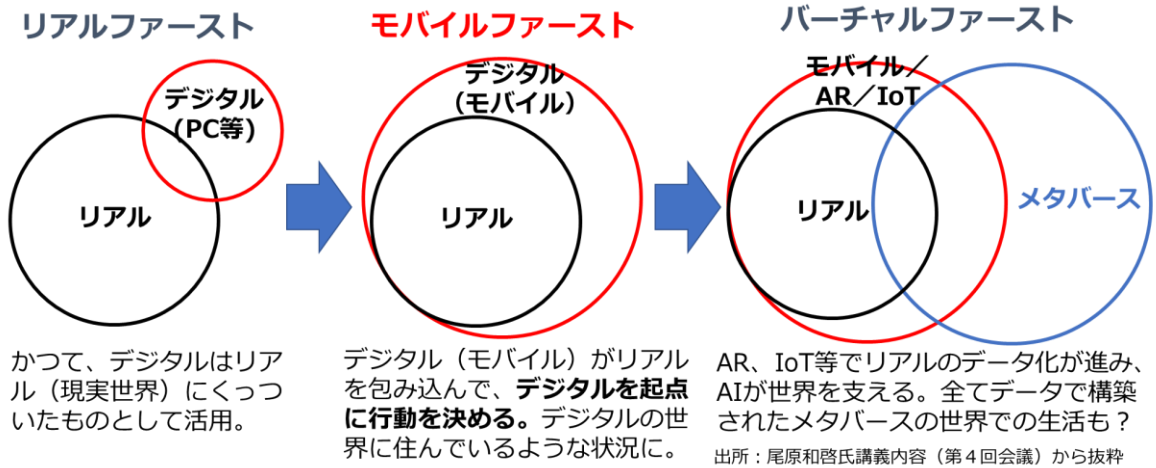 リアルファースト
デジタル
(PC等)
リアル
かつて、デジタルはリア
ル（現実世界）にくっつ
いたものとして活用。
モバイルファースト
デジタル
（モバイル）
リアル
デジタル（モバイル）がリアル
を包み込んで、デジタルを起点
に行動を決める。デジタルの世
界に住んでいるような状況に。
バーチャルファースト
モバイル／
AR／IoT
リアル
メタバース
AR、IoT等でリアルのデータ化が進み、
AIが世界を支える。全てデータで構築
されたメタバースの世界での生活も？
出所：尾原和啓氏講義内容（第４回会議）から抜粋